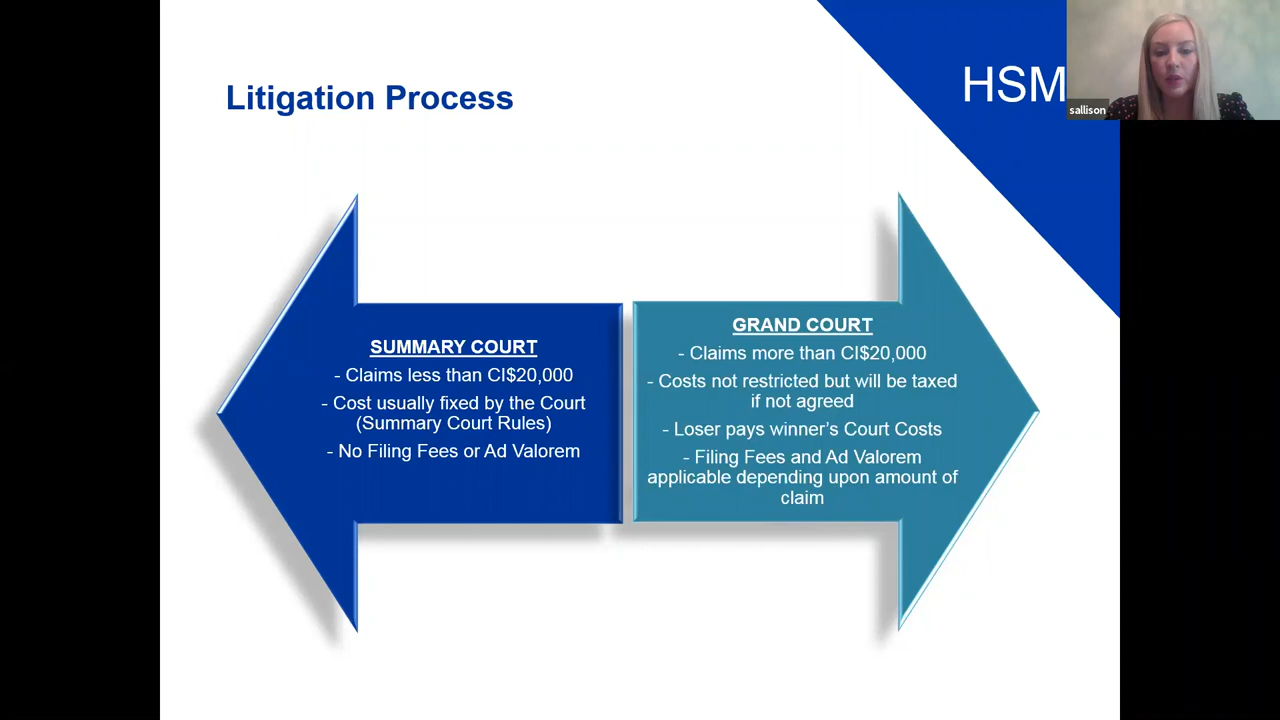 Litigation Process
HSM
sallison
SUMMARY COURT
- Claims less than CI$20,000
- Cost usually fixed by the Court
(Summary Court Rules)
- No Filing Fees or Ad Valorem
GRAND COURT
- Claims more than CI$20,000
- Costs not restricted but will be taxed
if not agreed
- Loser pays winner's Court Costs
- Filing Fees and Ad Valorem
applicable depending upon amount of
claim